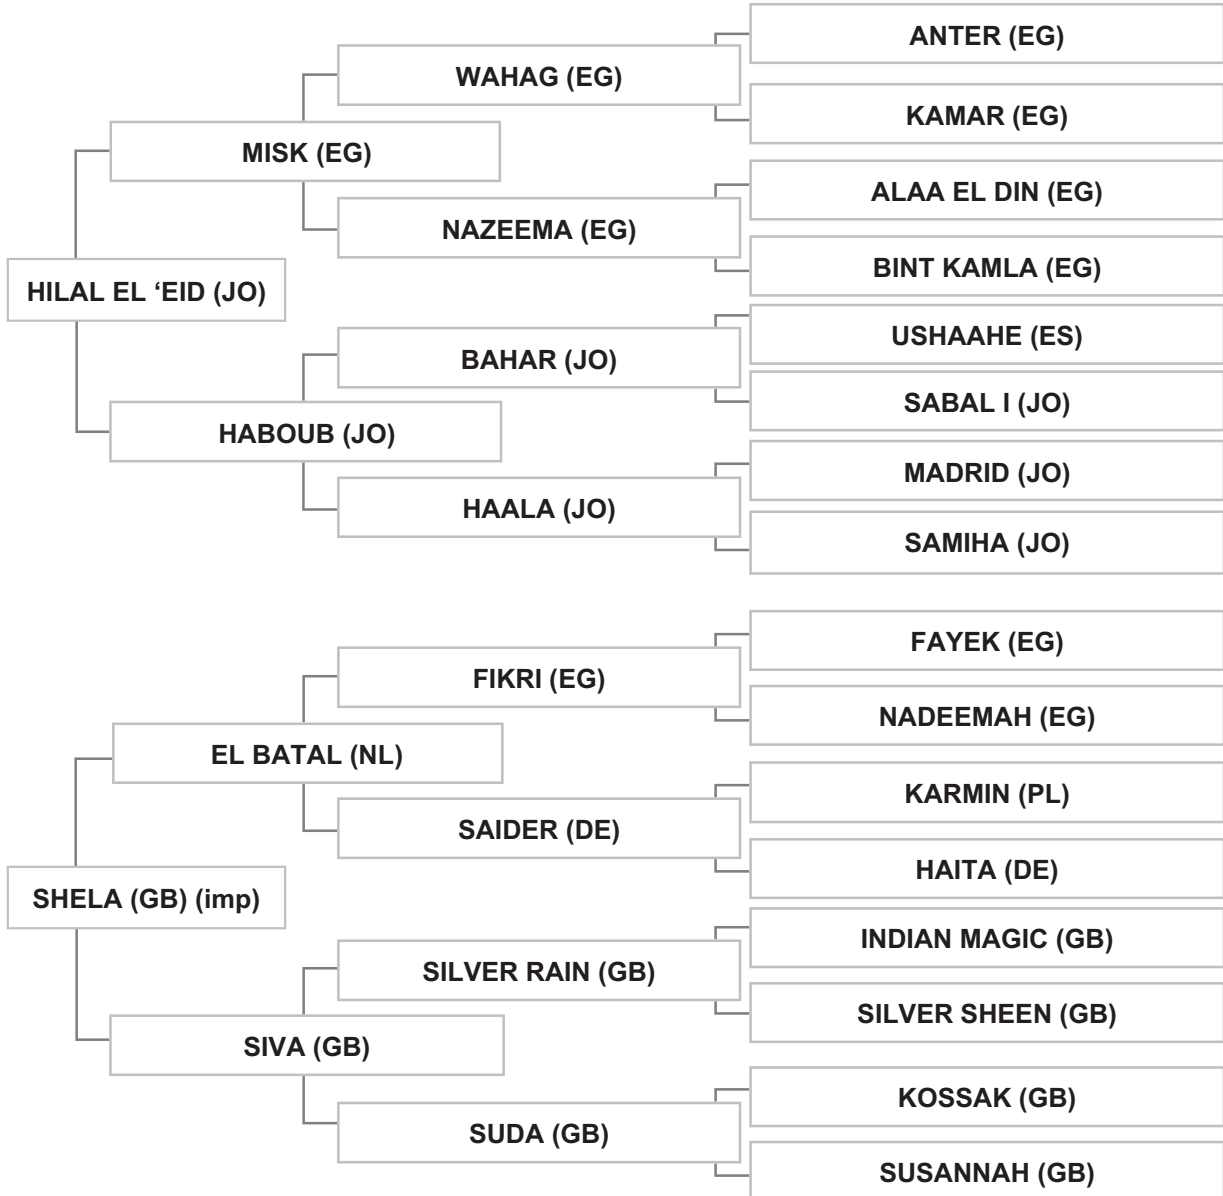 ANTER (EG)
WAHAG (EG)
KAMAR (EG)
MISK (EG)
ALAA EL DIN (EG)
NAZEEMA (EG)
BINT KAMLA (EG)
HILAL EL ‘EID (JO)
USHAAHE (ES)
BAHAR (JO)
SABAL I (JO)
HABOUB (JO)
MADRID (JO)
HAALA (JO)
SAMIHA (JO)
FAYEK (EG)
FIKRI (EG)
NADEEMAH (EG)
EL BATAL (NL)
KARMIN (PL)
SAIDER (DE)
HAITA (DE)
SHELA (GB) (imp)
INDIAN MAGIC (GB)
SILVER RAIN (GB)
SILVER SHEEN (GB)
SIVA (GB)
KOSSAK (GB)
SUDA (GB)
SUSANNAH (GB)